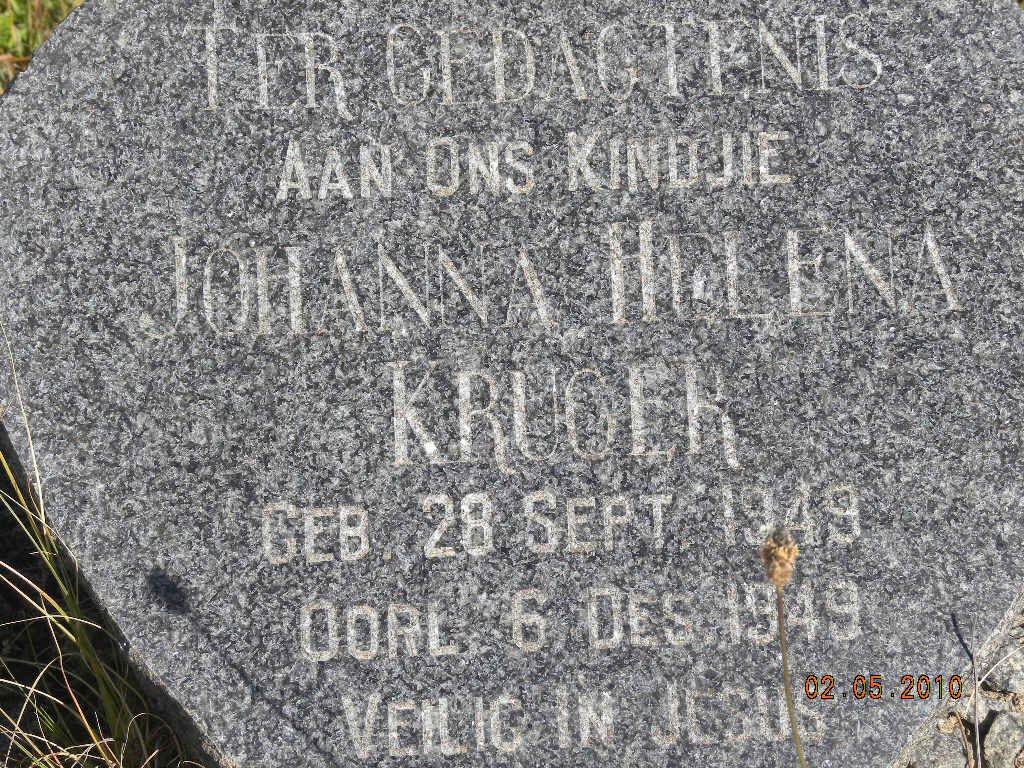 TER GEDAGTENIS
AAN ONS KINDJIE
JOHANNA HELENA
KRUGER
GEB. 28 SEPT. 1949
OORL. 6 DES. 1949
VEILIG IN JESUS
02.05.2010